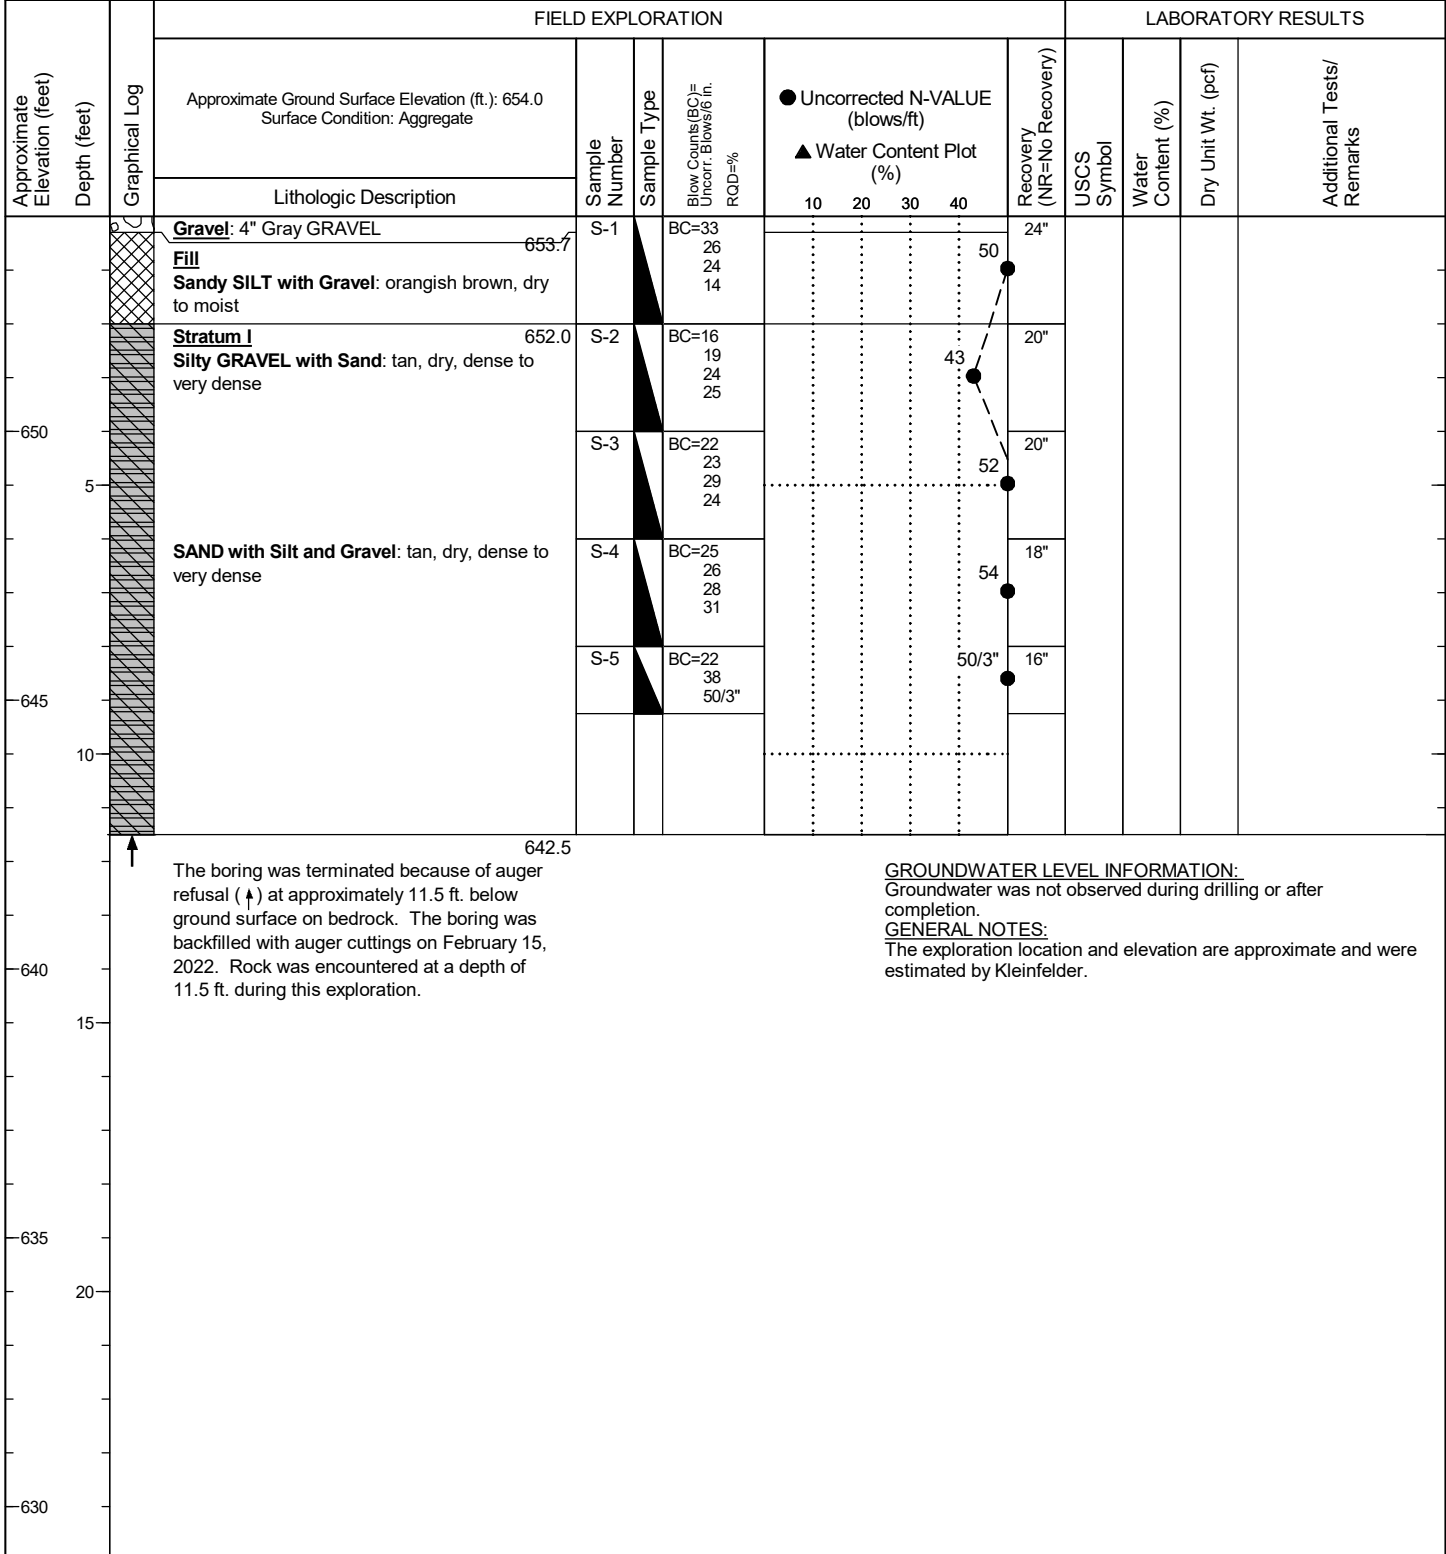 FIELD EXPLORATION
LABORATORY RESULTS
Approximate
Elevation (feet)
Depth (feet)
Graphical Log
Approximate Ground Surface Elevation (ft.): 654.0
Surface Condition: Aggregate
Lithologic Description
Sample
Number
Sample Type
Blow Counts(BC)=
Uncorr. Blows/6 in.
RQD=%
Uncorrected N-VALUE
(blows/ft)
Water Content Plot
(%)
10 20 30 40
Recovery
(NR=No Recovery)
USCS
Symbol
Water
Content (%)
Dry Unit Wt. (pcf)
Additional Tests/
Remarks
Gravel: 4" Gray GRAVEL
653.7
Fill
Sandy SILT with Gravel: orangish brown, dry
to moist
S-1
BC=33
26
24
14
50
24"
Stratum I 652.0
Silty GRAVEL with Sand: tan, dry, dense to
very dense
S-2
BC=16
19
24
25
43
20"
650
S-3
BC=22
23
29
24
52
20"
5
SAND with Silt and Gravel: tan, dry, dense to
very dense
S-4
BC=25
26
28
31
54
18"
S-5
BC=22
38
50/3"
50/3"
16"
645
10
642.5
The boring was terminated because of auger
refusal ( ) at approximately 11.5 ft. below
ground surface on bedrock. The boring was
backfilled with auger cuttings on February 15,
2022. Rock was encountered at a depth of
11.5 ft. during this exploration.
GROUNDWATER LEVEL INFORMATION:
Groundwater was not observed during drilling or after
completion.
GENERAL NOTES:
The exploration location and elevation are approximate and were
estimated by Kleinfelder.
640
15
635
20
630